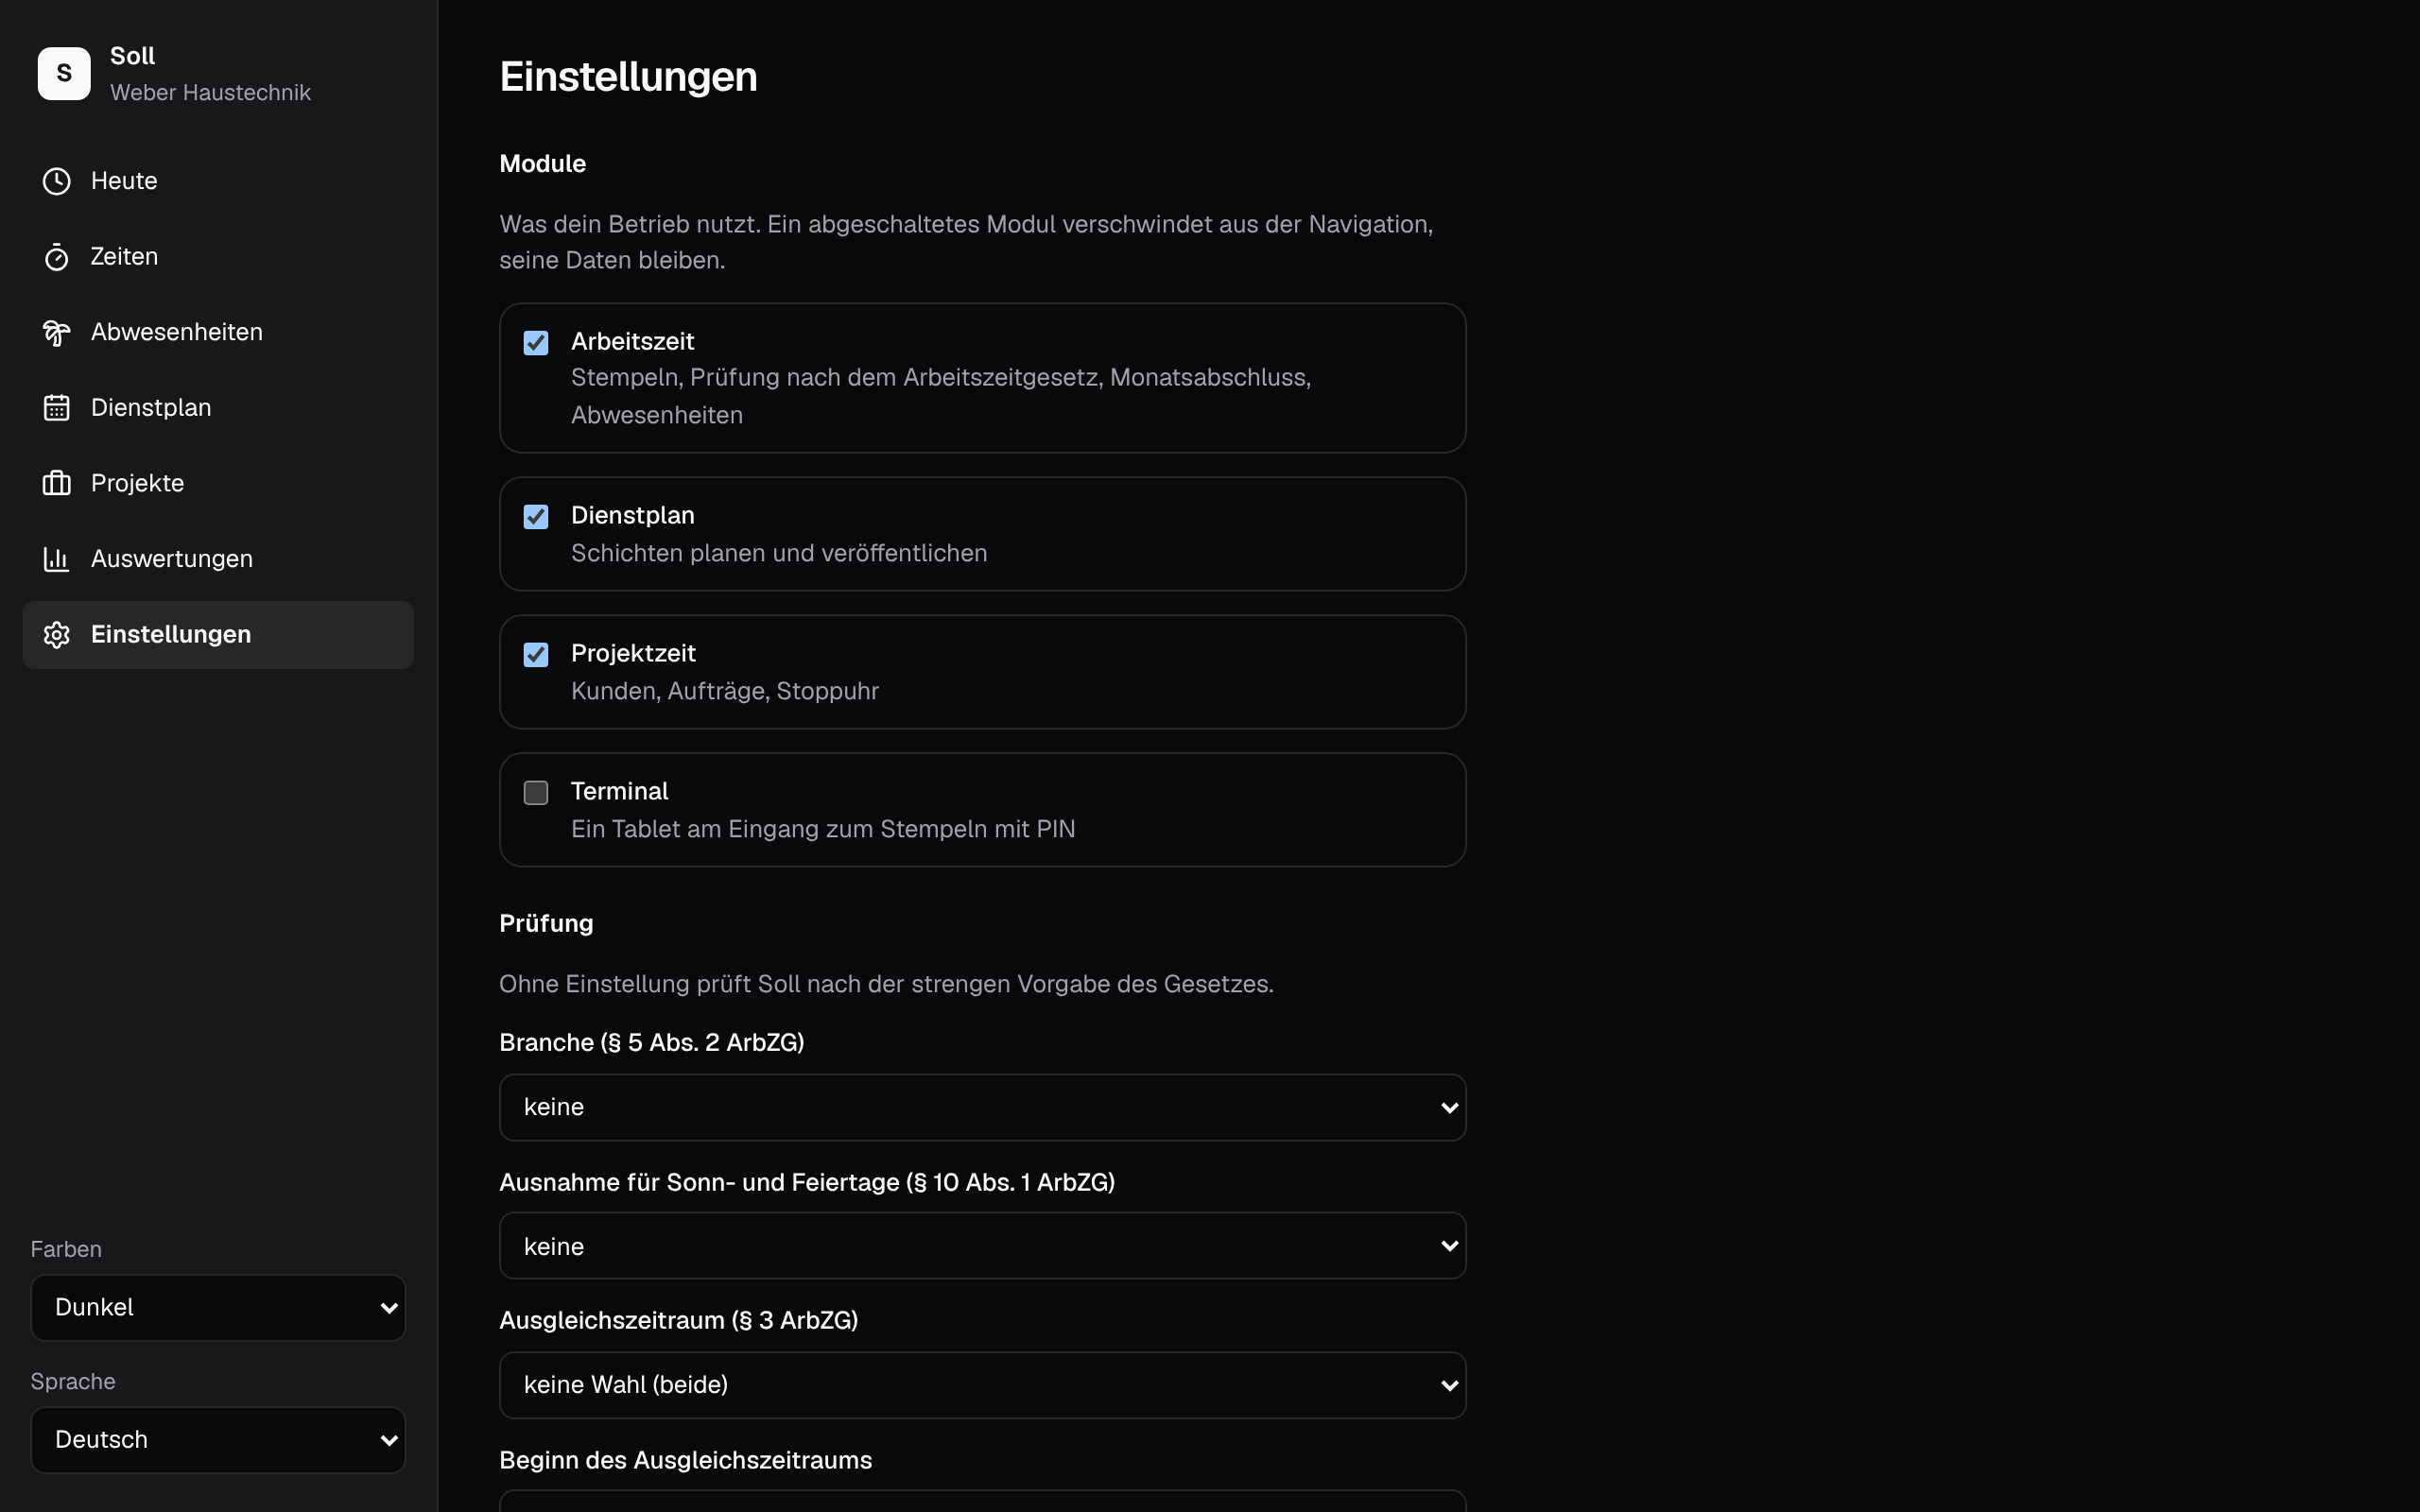 S
Soll
Weber Haustechnik
Heute
Zeiten
Abwesenheiten
Dienstplan
Projekte
Auswertungen
Einstellungen
Farben
Dunkel
Sprache
Deutsch
Einstellungen
Module
Was dein Betrieb nutzt. Ein abgeschaltetes Modul verschwindet aus der Navigation,
seine Daten bleiben.
Arbeitszeit
Stempeln, Prüfung nach dem Arbeitszeitgesetz, Monatsabschluss,
Abwesenheiten
Dienstplan
Schichten planen und veröffentlichen
Projektzeit
Kunden, Aufträge, Stoppuhr
Terminal
Ein Tablet am Eingang zum Stempeln mit PIN
Prüfung
Ohne Einstellung prüft Soll nach der strengen Vorgabe des Gesetzes.
Branche (§ 5 Abs. 2 ArbZG)
keine
Ausnahme für Sonn- und Feiertage (§ 10 Abs. 1 ArbZG)
keine
Ausgleichszeitraum (§ 3 ArbZG)
keine Wahl (beide)
Beginn des Ausgleichszeitraums